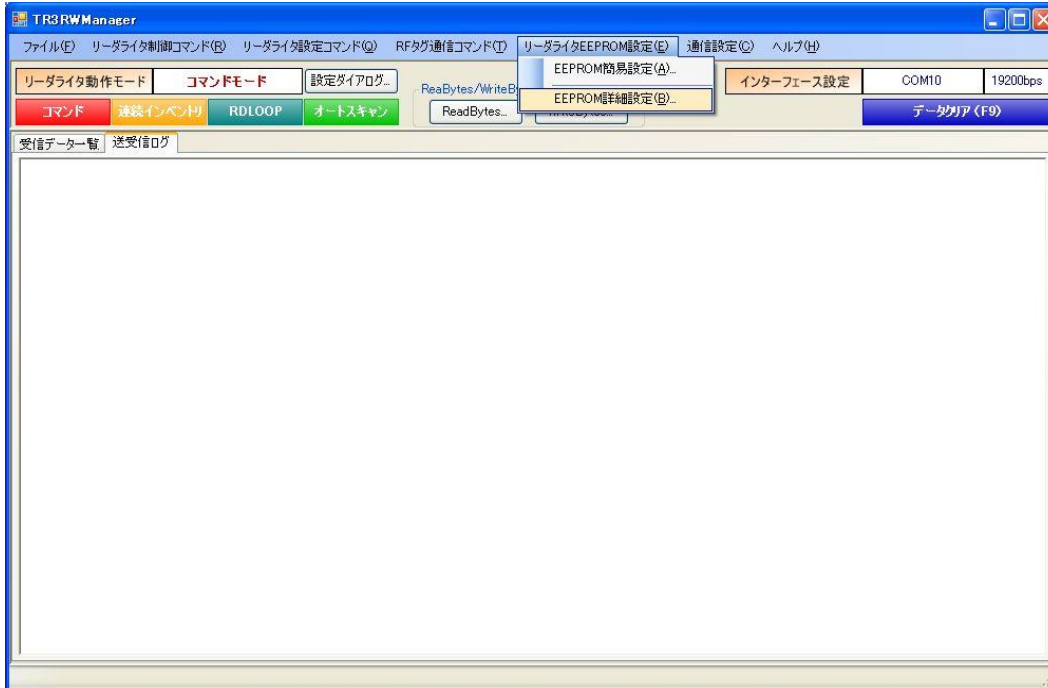 TR3RWManager
ファイル(F) リーダライタ制御コマンド(R) リーダライタ設定コマンド(Q) RFタグ通信コマンド(T) リーダライタEEPROM設定(E) 通信設定(C) ヘルプ(H)
EEPROM簡易設定(A)...
EEPROM詳細設定(B)...
リーダライタ動作モード コマンドモード 設定ダイアログ... ReaBytes/WriteB インターフェース設定 COM10 19200bps
コマンド 連続インベントリ RDLOOP オートスキャン ReadBytes... データクリア(F9)
受信データ一覧 送受信ログ